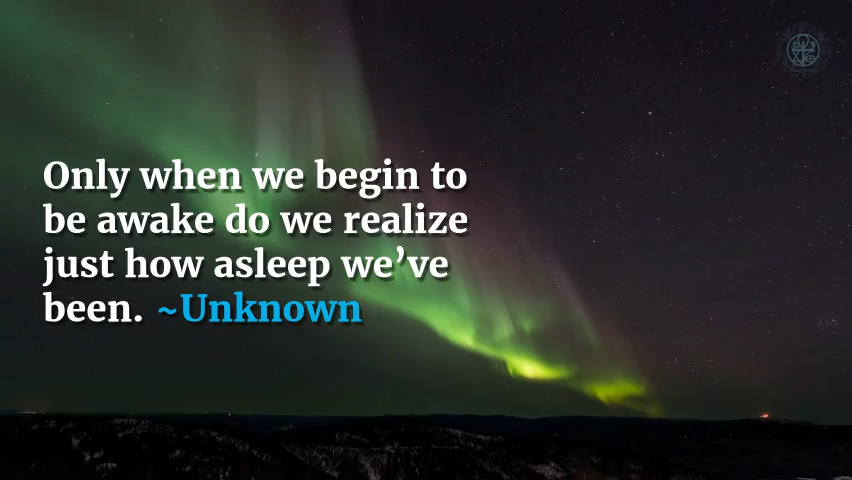 Only when we begin to
be awake do we realize
just how asleep we’ve
been. ~Unknown